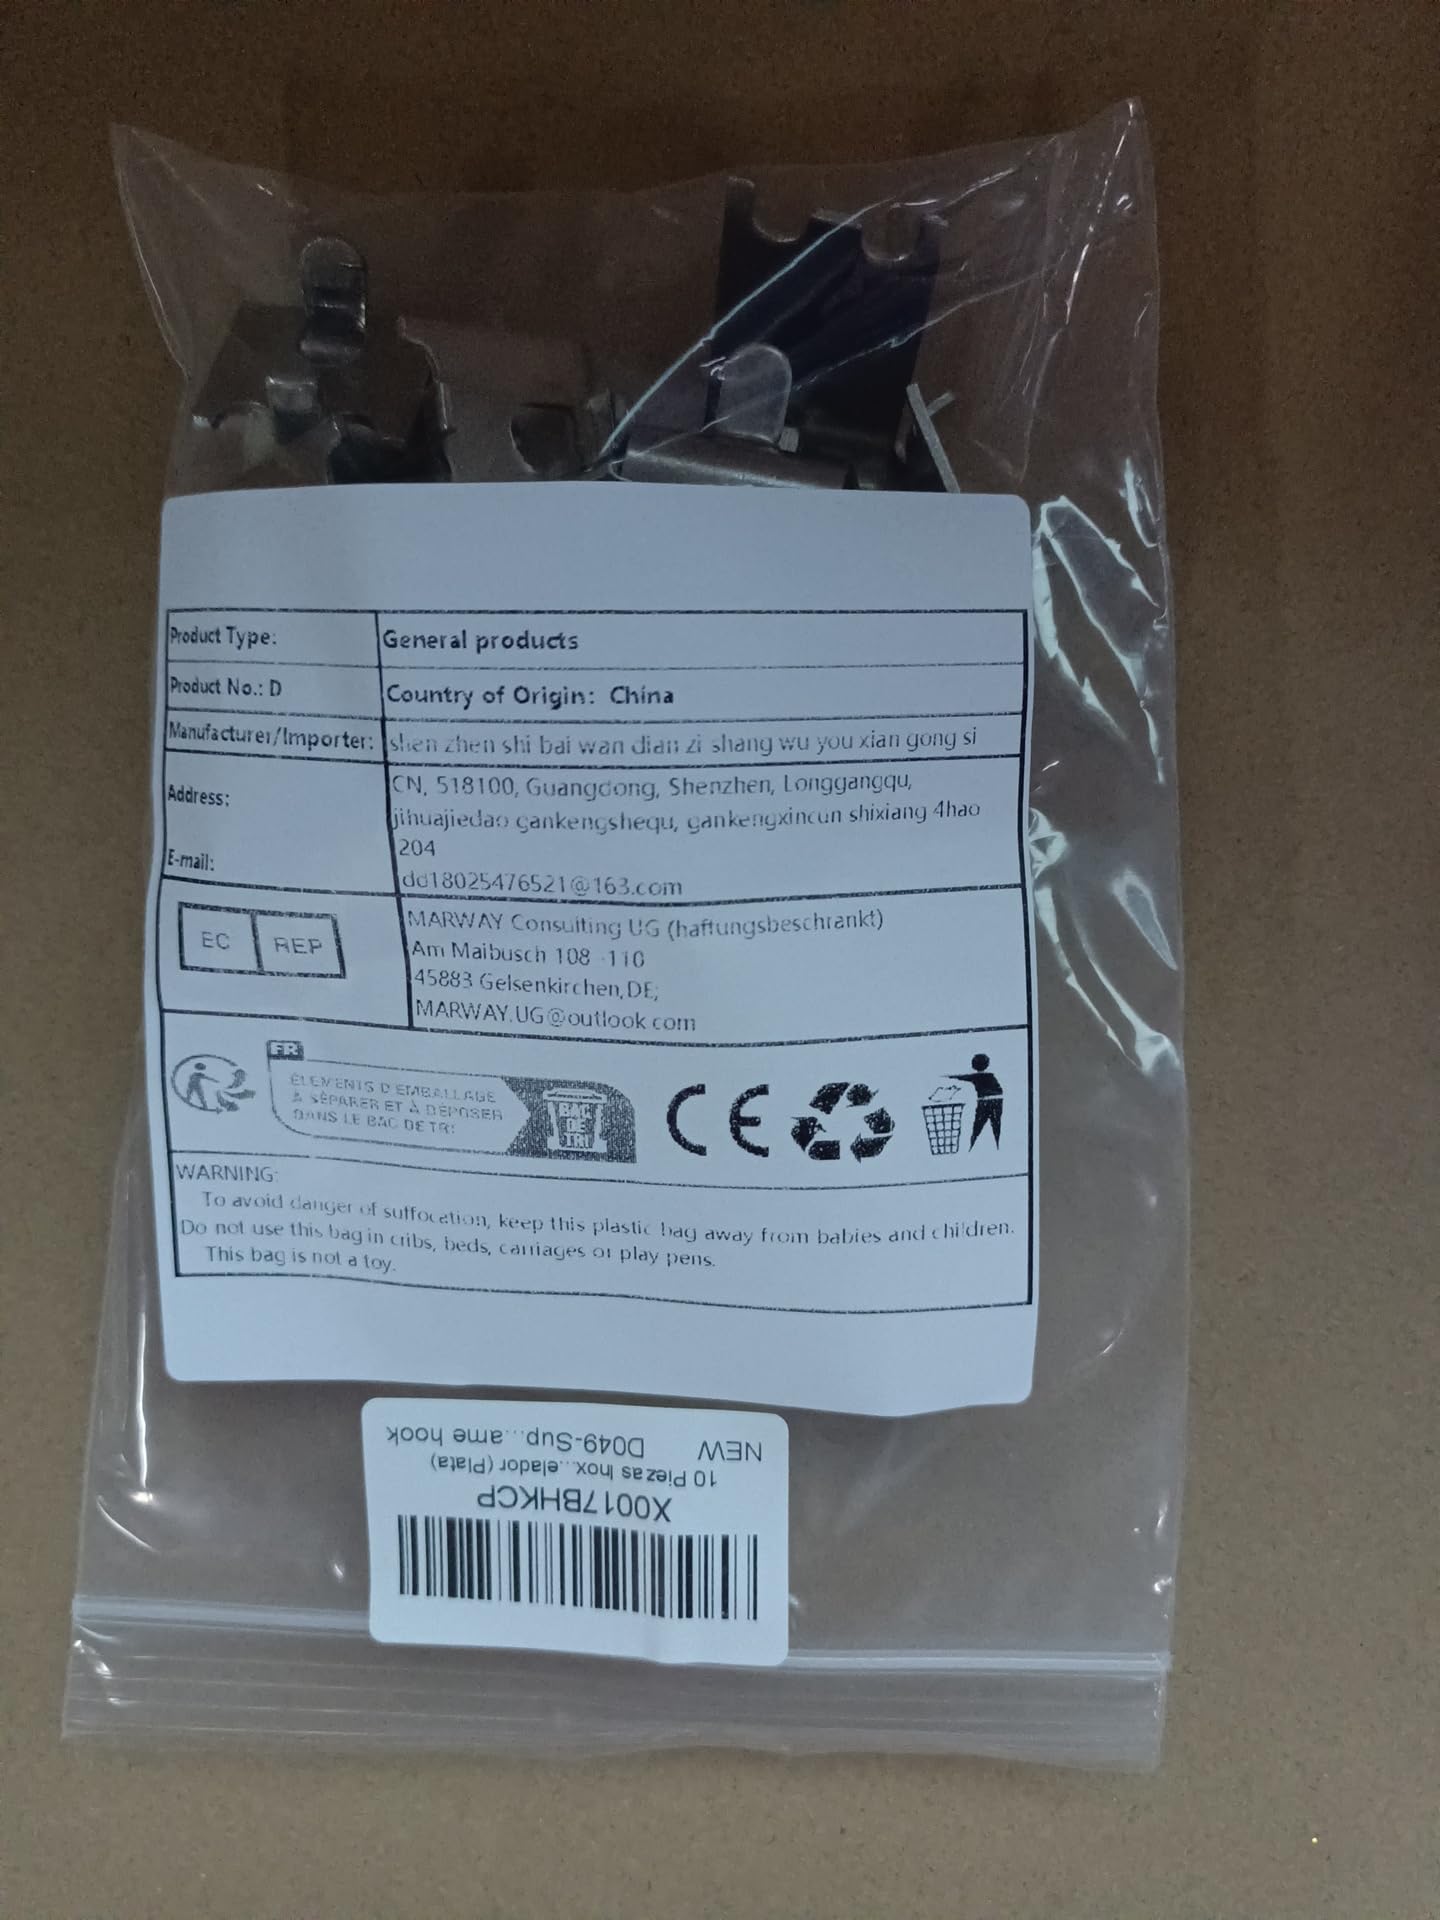 Product Type: General products
Product No.: D Country of Origin: China
Manufacturer/Importer: shen zhen shi bai wan dian zi shang wu you xian gong si
Address: CN, 518100, Guangdong, Shenzhen, Longgangqu,
jihuajiedao gankengshequ, gankengxincun shixiang 4hao
204
E-mail: dd18025476521@163.com
EC REP
MARWAY Consulting UG (haftungsbeschrankt)
Am Maibusch 108 -110
45883 Gelsenkirchen,DE;
MARWAY.UG@outlook.com
FR
ÉLÉMENTS D'EMBALLAGE
À SÉPARER ET À DÉPOSER
DANS LE BAC DE TRI
BAC
DE
TRI
CE
WARNING:
To avoid danger of suffocation, keep this plastic bag away from babies and children.
Do not use this bag in cribs, beds, carriages or play pens.
This bag is not a toy.
X0017BHKCP
10 Piezas Inox...elador (Plata)
NEW D049-Sup...ame hook